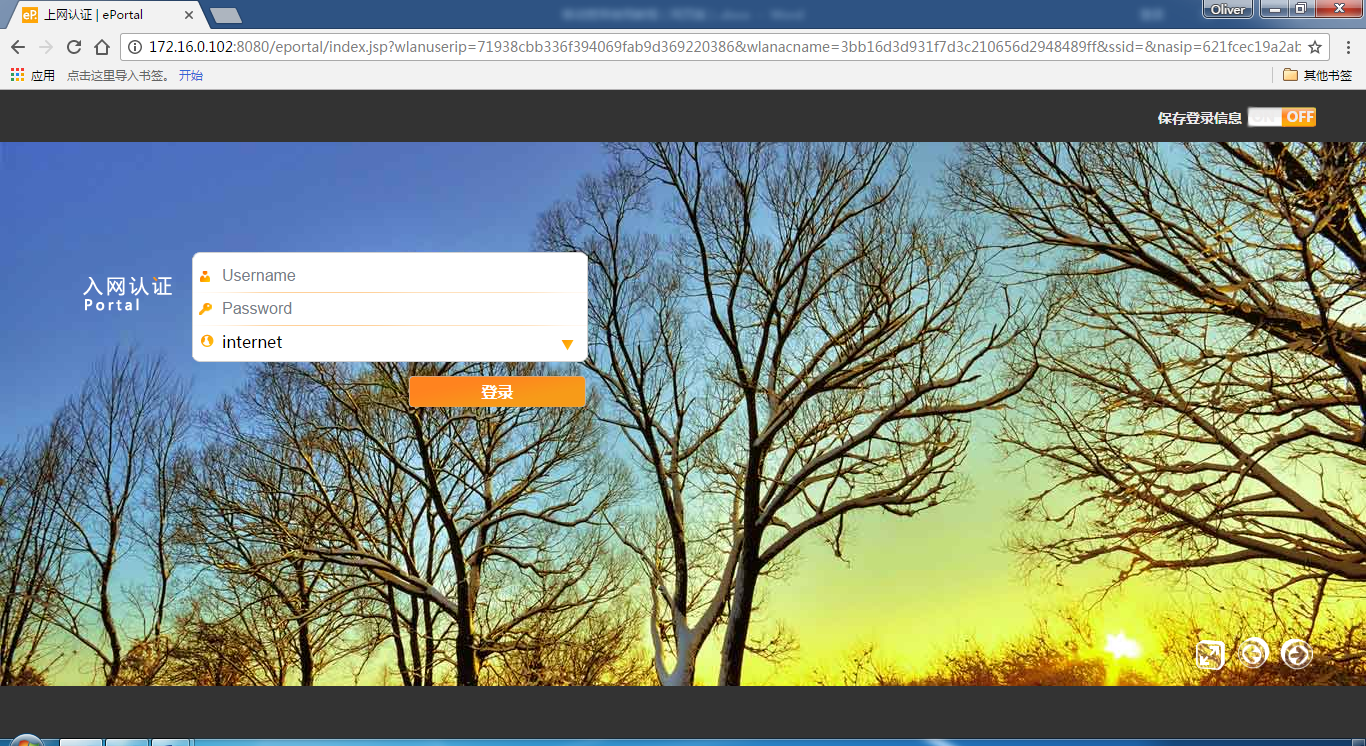 eP 上网认证 | ePortal
Oliver
172.16.0.102:8080/eportal/index.jsp?wlanuserip=71938cbb336f394069fab9d369220386&wlanacname=3bb16d3d931f7d3c210656d2948489ff&ssid=&nasip=621fcec19a2ab
应用 点击这里导入书签。 开始 其他书签
保存登录信息 ON OFF
入网认证
Portal
Username
Password
internet
登录